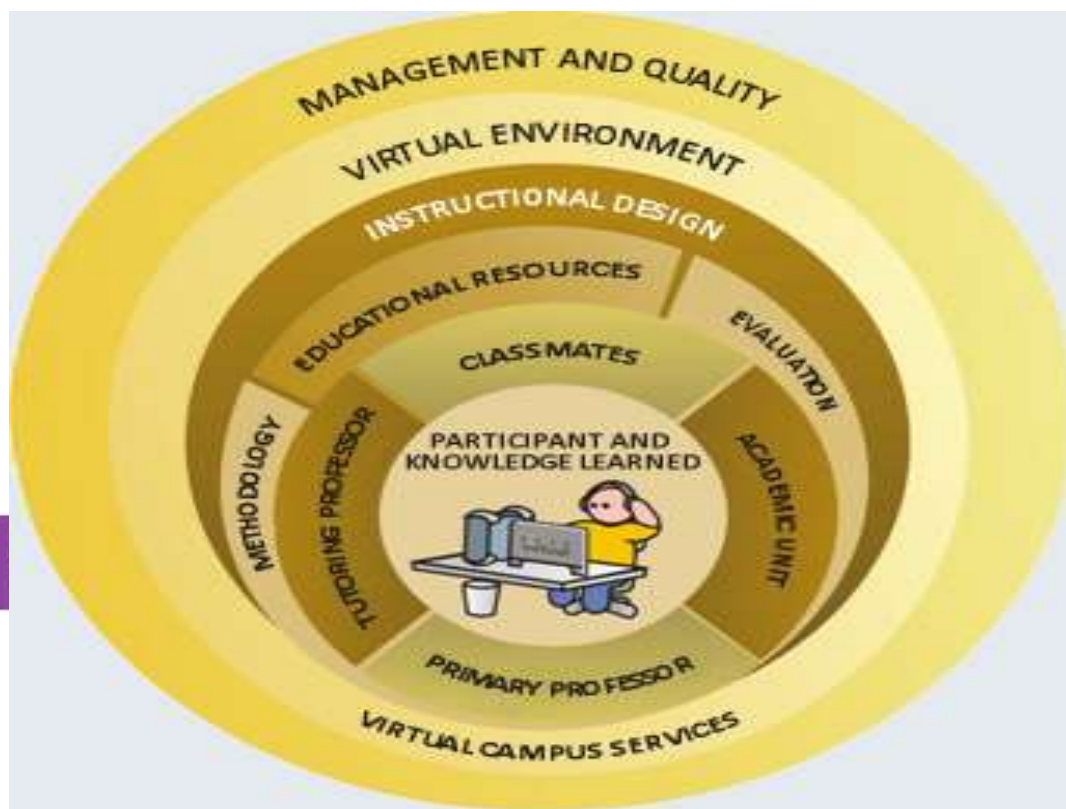 MANAGEMENT AND QUALITY
VIRTUAL ENVIRONMENT
INSTRUCTIONAL DESIGN
EDUCATIONAL RESOURCES
EVALUATION
CLASSMATES
METHODOLOGY
TUTORING PROFESSOR
PARTICIPANT AND
KNOWLEDGE LEARNED
ACADEMIC UNIT
PRIMARY PROFESSOR
VIRTUAL CAMPUS SERVICES